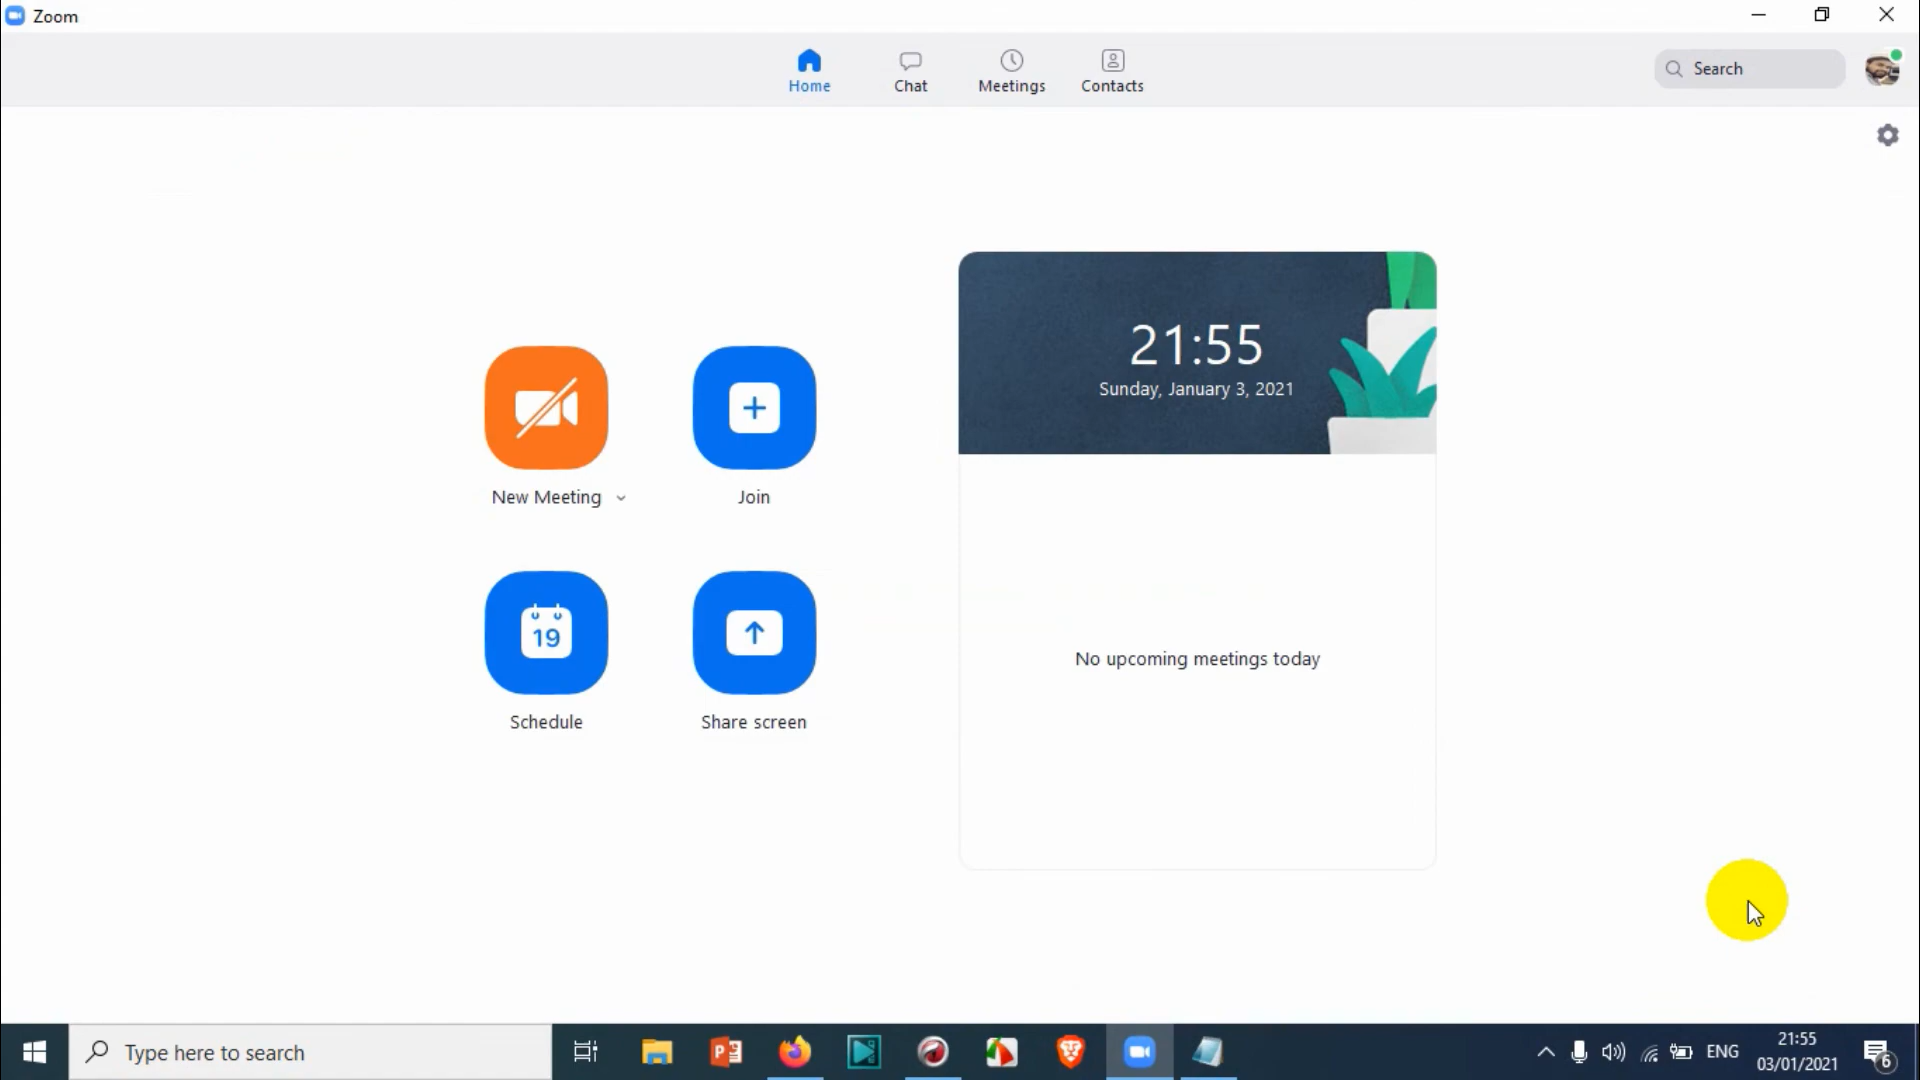 Zoom
Home
Chat
Meetings
Contacts
Search
21:55
Sunday, January 3, 2021
New Meeting
Join
19
Schedule
Share screen
No upcoming meetings today
Type here to search
ENG
21:55
03/01/2021
6